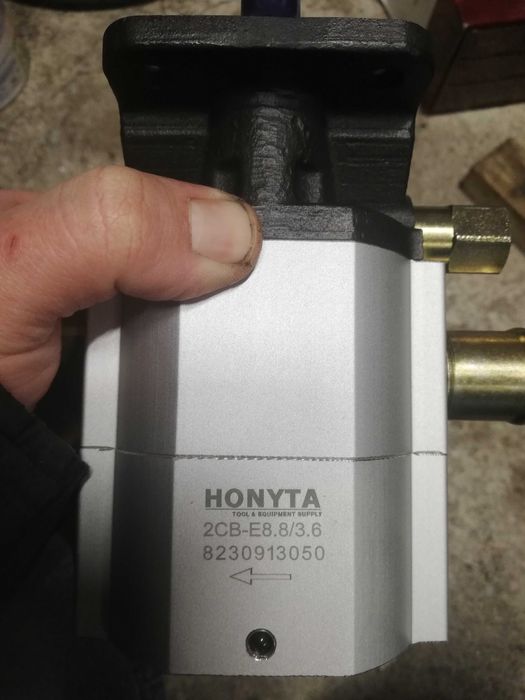 HONYTA
TOOL & EQUIPMENT SUPPLY
2CB-E8.8/3.6
8230913050